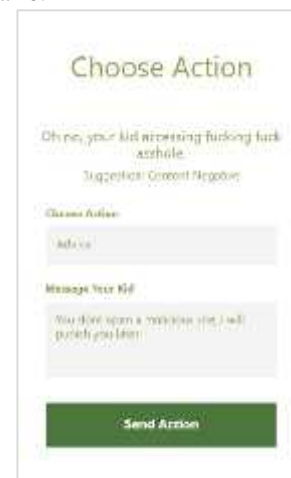 Choose Action
Oh no, your kid accessing fucking fuck
asshole
Suggestion: Content Negative
Choose Action
Advice
Message Your Kid
You dont open a malicious site, I will
punish you later
Send Action